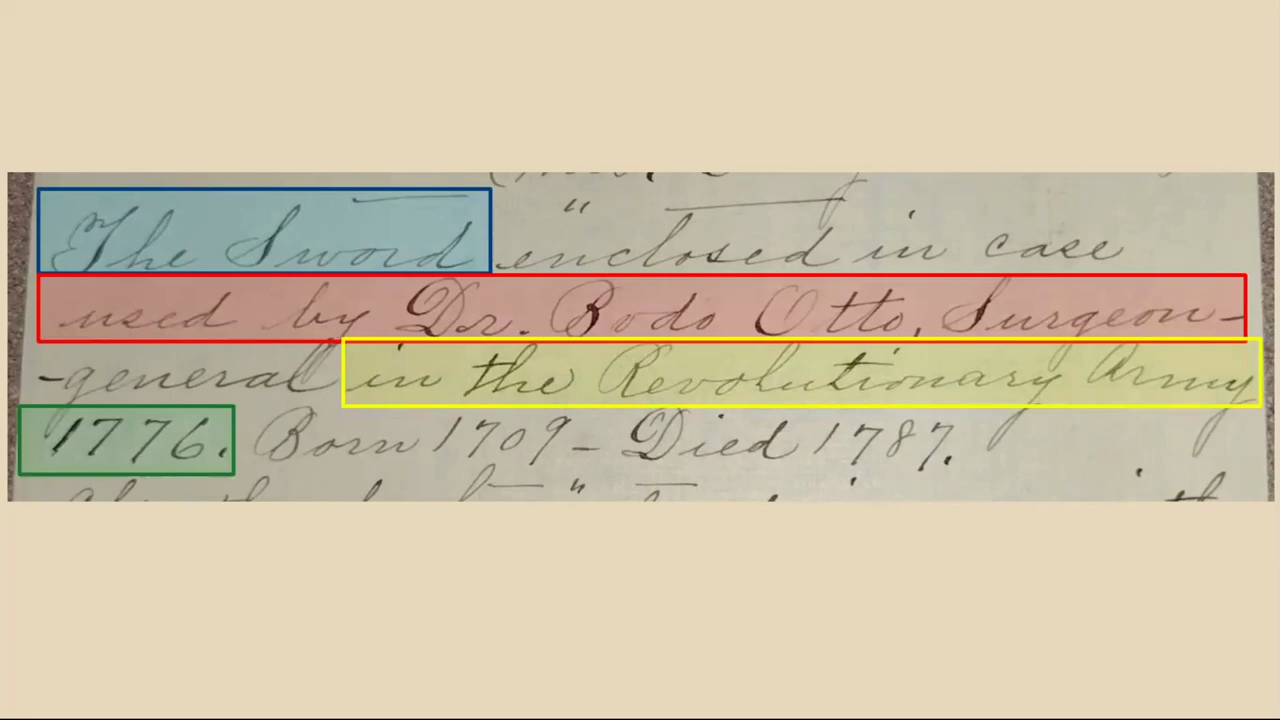 "
The Sword enclosed in case
used by Dr. Bodo Otto, Surgeon-
-general in the Revolutionary Army
1776. Born 1709 - Died 1787.
"